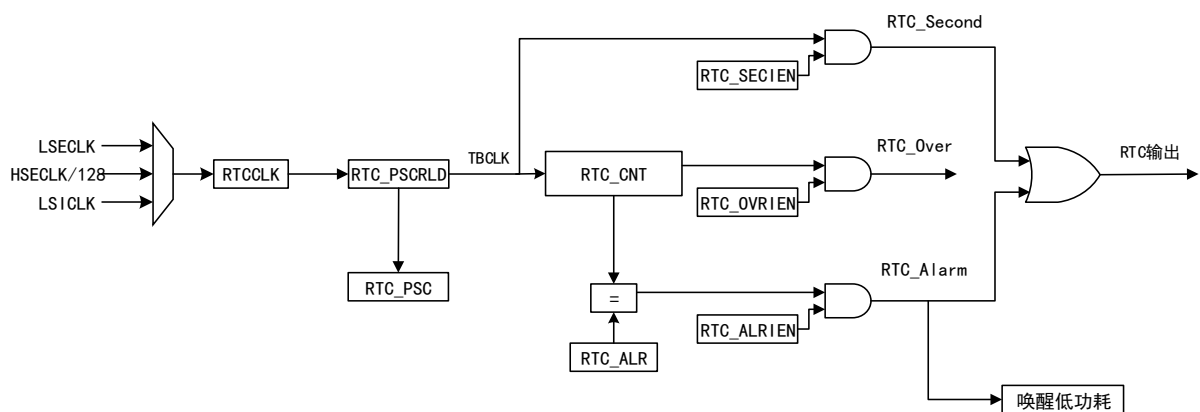 RTC_Second
RTC_SECIEN
LSECLK
HSECLK/128
LSICLK
RTCCLK
RTC_PSCRLD
TBCLK
RTC_CNT
RTC_Over
RTC_OVRIEN
RTC输出
RTC_PSC
=
RTC_Alarm
RTC_ALRIEN
RTC_ALR
唤醒低功耗